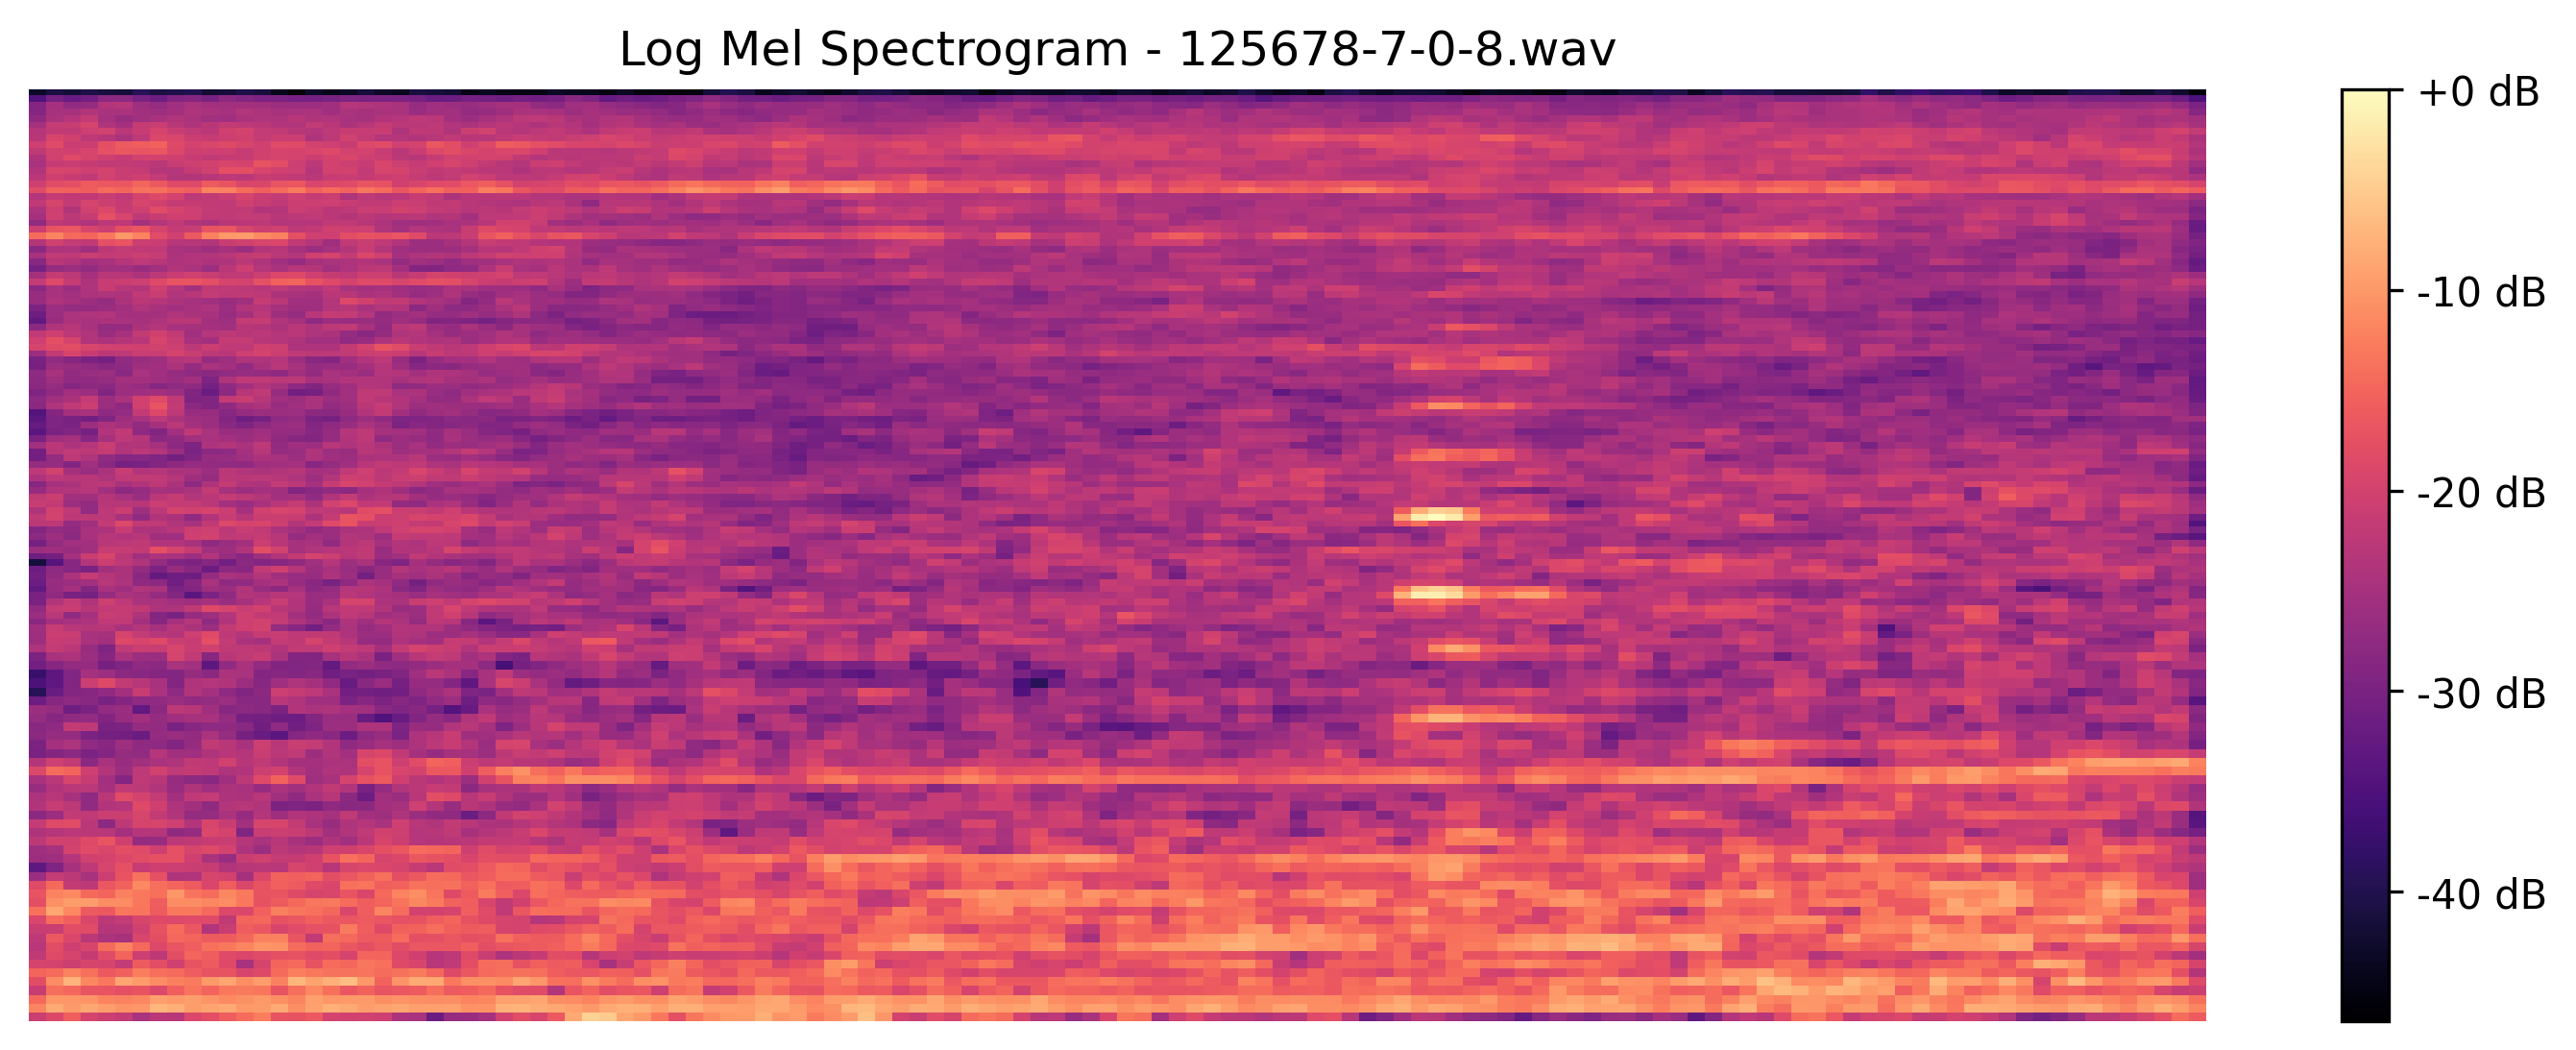 Log Mel Spectrogram - 125678-7-0-8.wav
+0 dB
-10 dB
-20 dB
-30 dB
-40 dB